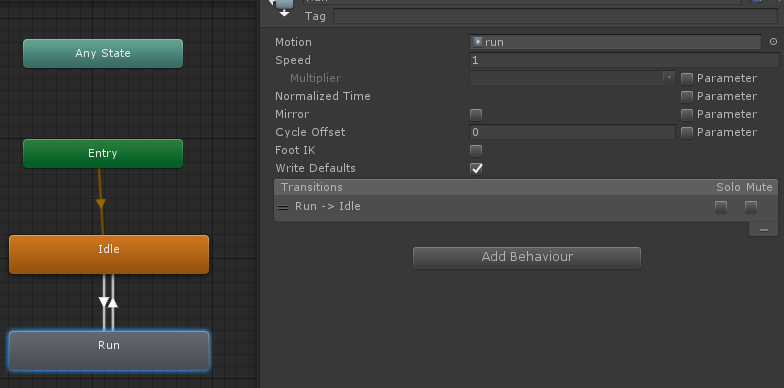 Any State
Entry
Idle
Run
Tag
Motion run
Speed 1
Multiplier Parameter
Normalized Time Parameter
Mirror Parameter
Cycle Offset 0 Parameter
Foot IK
Write Defaults
Transitions Solo Mute
Run -> Idle
Add Behaviour